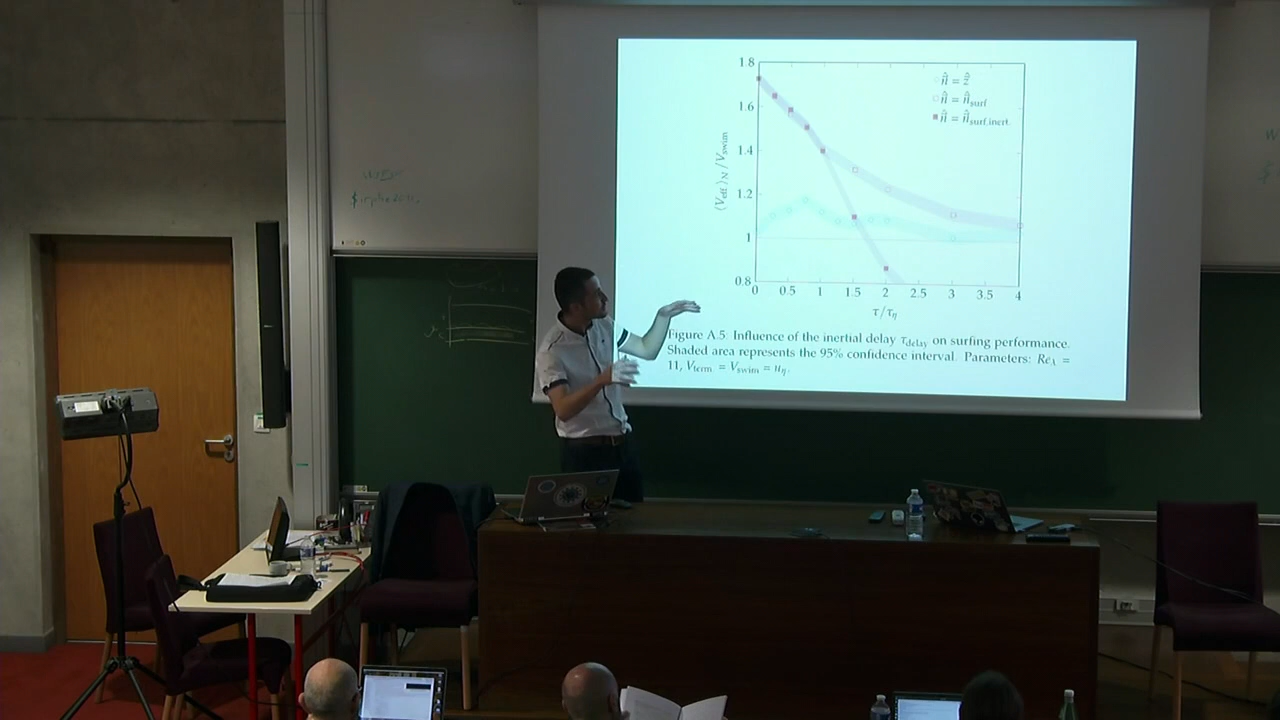 1.8
1.6
1.4
1.2
1
0.8
⟨V_eff⟩_N / V_swim
0 0.5 1 1.5 2 2.5 3 3.5 4
τ/τ_η
n̂ = ẑ
n̂ = n̂_surf
n̂ = n̂_surf,inert.
Figure A.5 Influence of the inertial delay τ_delay on surfing performance.
Shaded area represents the 95% confidence interval. Parameters: Re_λ =
11, V_term. = V_swim = u_η.